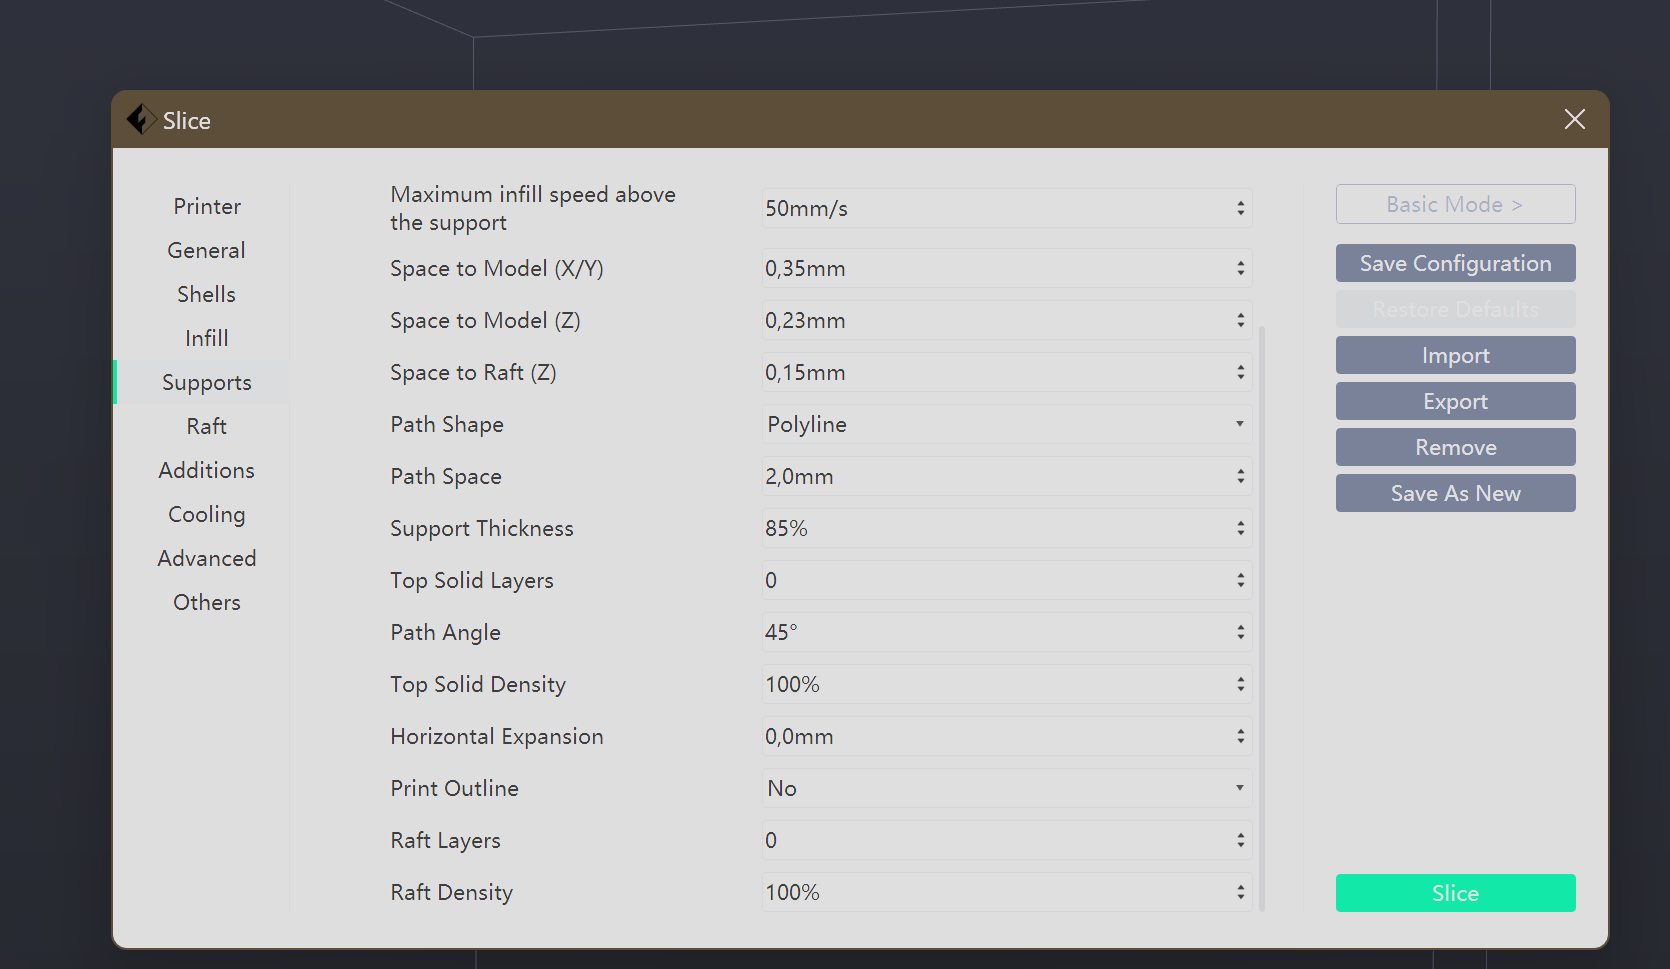 Slice
Printer
General
Shells
Infill
Supports
Raft
Additions
Cooling
Advanced
Others
Maximum infill speed above
the support
50mm/s
Space to Model (X/Y)
0,35mm
Space to Model (Z)
0,23mm
Space to Raft (Z)
0,15mm
Path Shape
Polyline
Path Space
2,0mm
Support Thickness
85%
Top Solid Layers
0
Path Angle
45°
Top Solid Density
100%
Horizontal Expansion
0,0mm
Print Outline
No
Raft Layers
0
Raft Density
100%
Basic Mode >
Save Configuration
Restore Defaults
Import
Export
Remove
Save As New
Slice